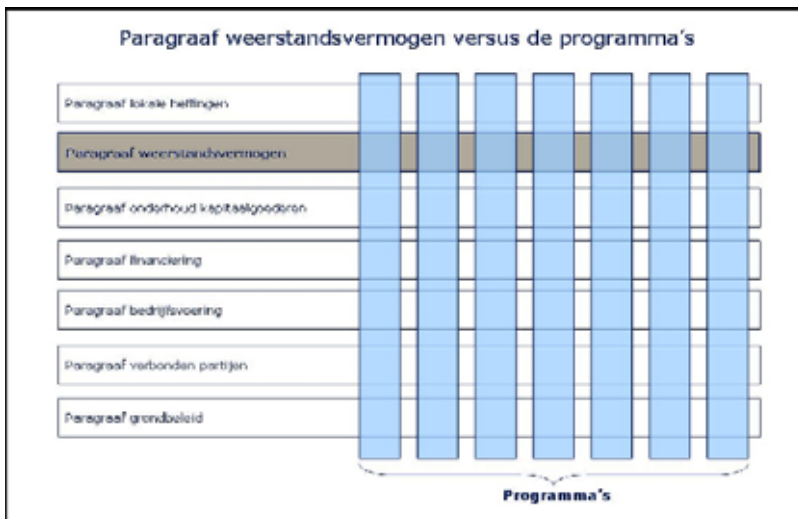 Paragraaf weerstandsvermogen versus de programma's
Paragraaf lokale heffingen
Paragraaf weerstandsvermogen
Paragraaf onderhoud kapitaalgoederen
Paragraaf financiering
Paragraaf bedrijfsvoering
Paragraaf verbonden partijen
Paragraaf grondbeleid
Programma's